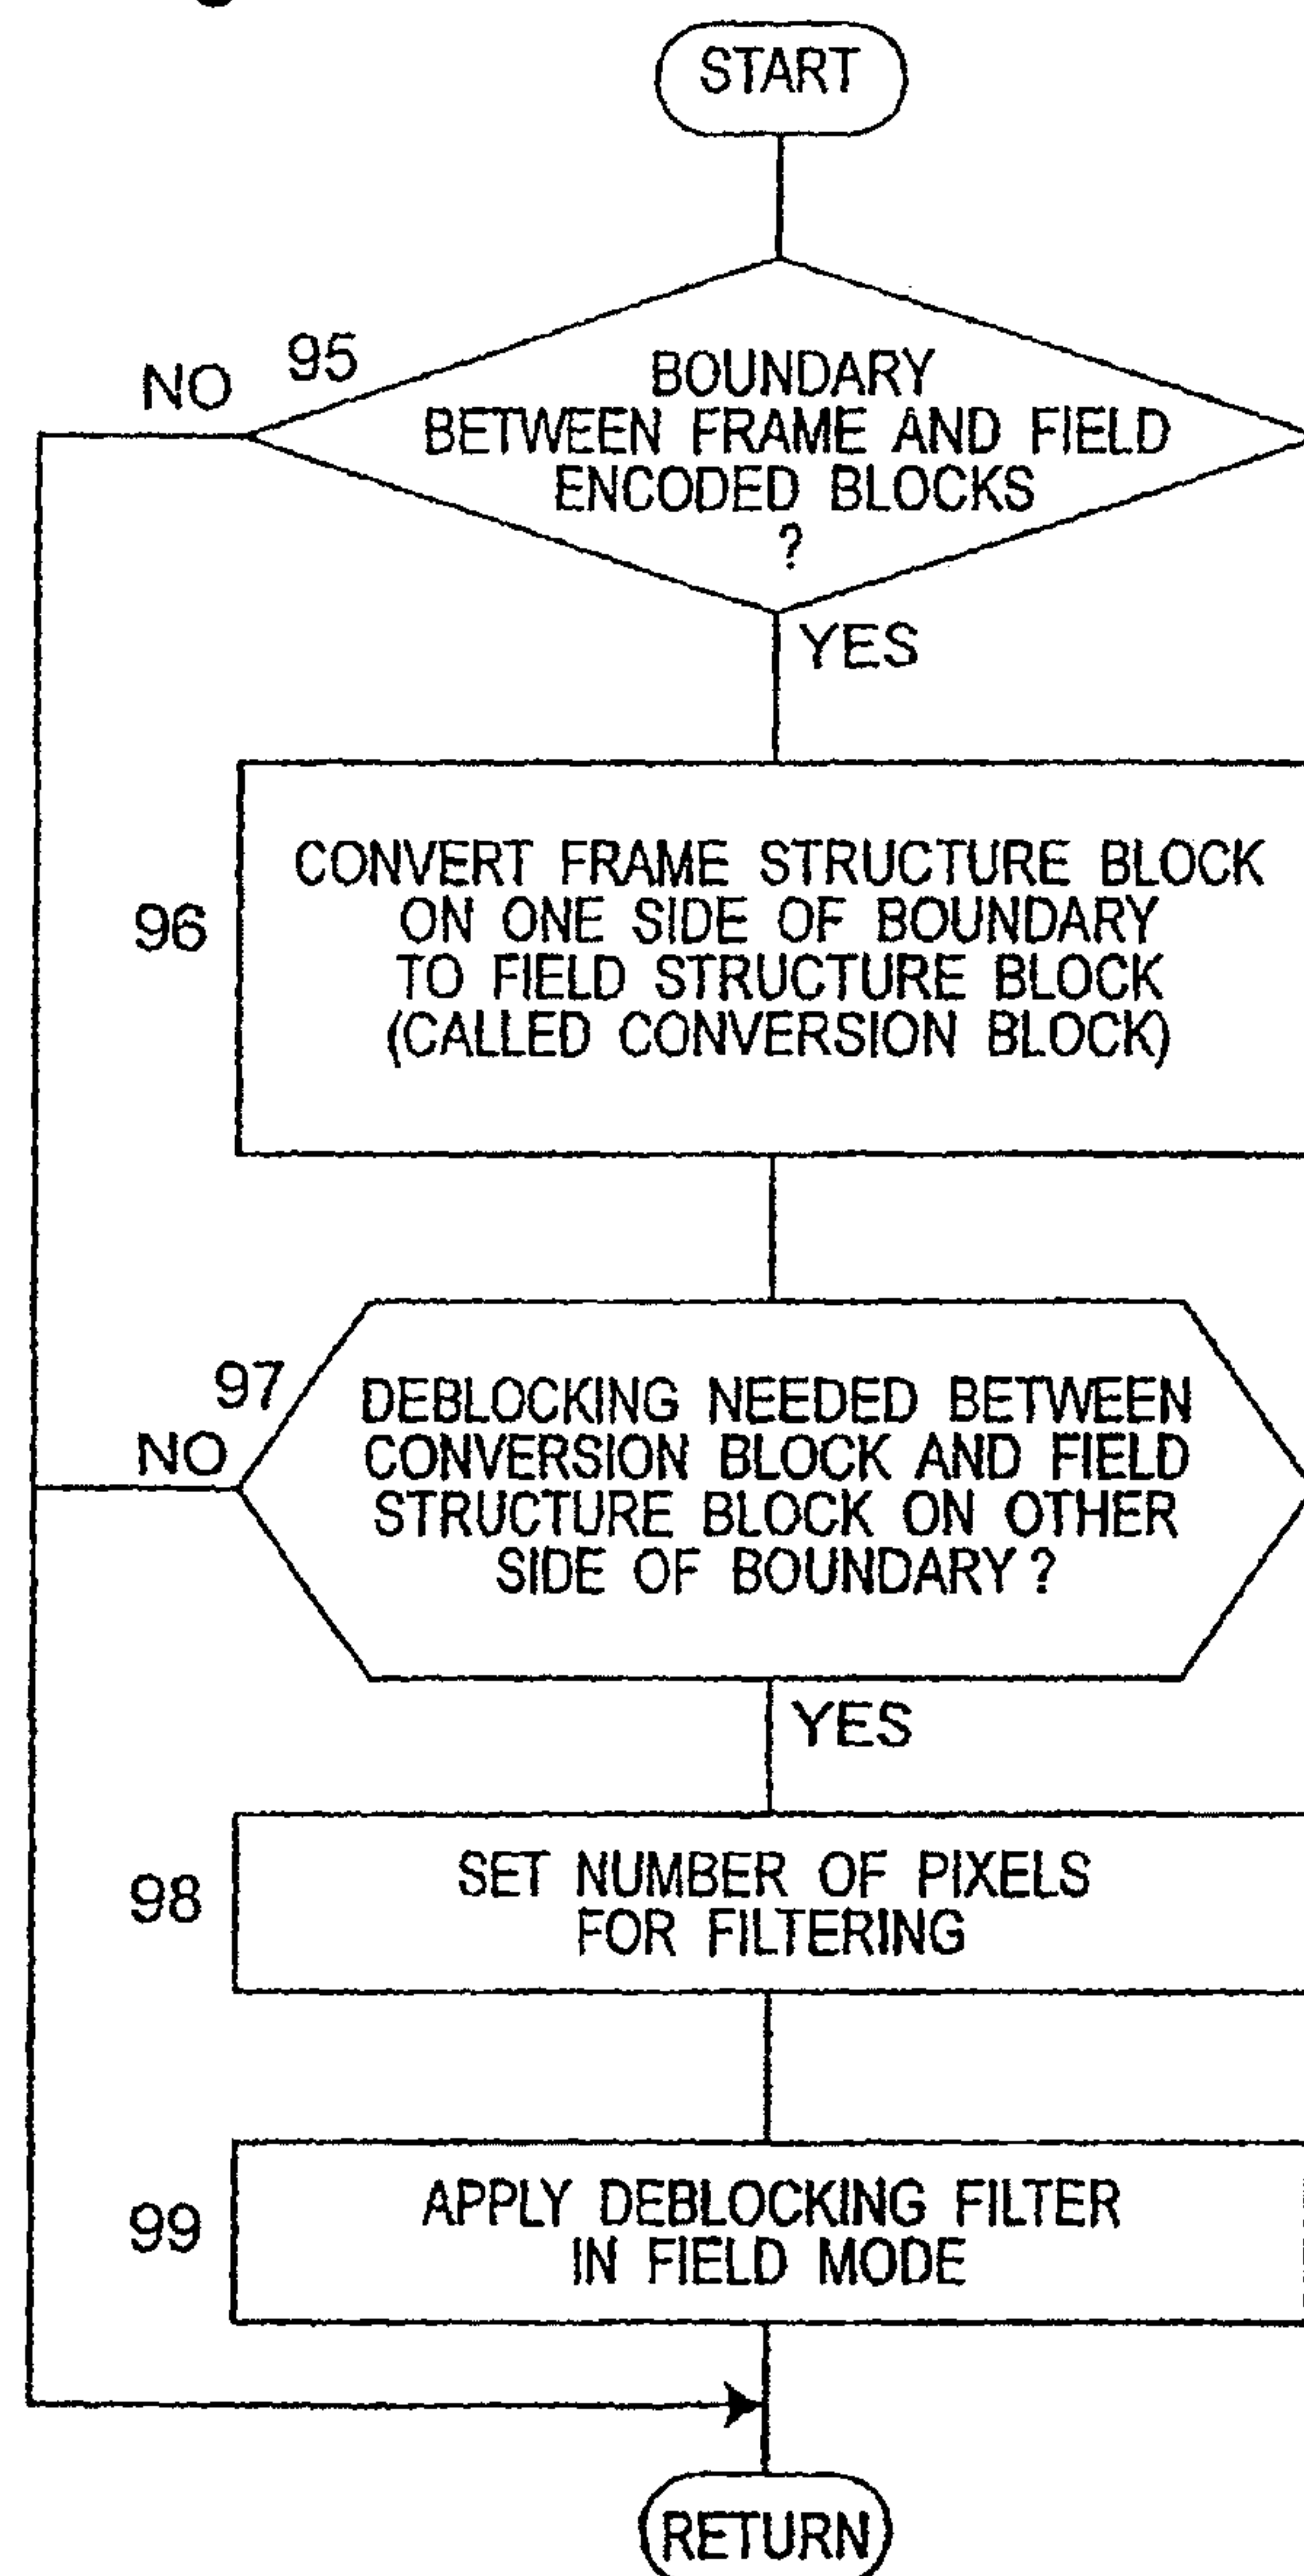 START
95
NO
BOUNDARY
BETWEEN FRAME AND FIELD
ENCODED BLOCKS
?
YES
96
CONVERT FRAME STRUCTURE BLOCK
ON ONE SIDE OF BOUNDARY
TO FIELD STRUCTURE BLOCK
(CALLED CONVERSION BLOCK)
97
NO
DEBLOCKING NEEDED BETWEEN
CONVERSION BLOCK AND FIELD
STRUCTURE BLOCK ON OTHER
SIDE OF BOUNDARY ?
YES
98
SET NUMBER OF PIXELS
FOR FILTERING
99
APPLY DEBLOCKING FILTER
IN FIELD MODE
RETURN